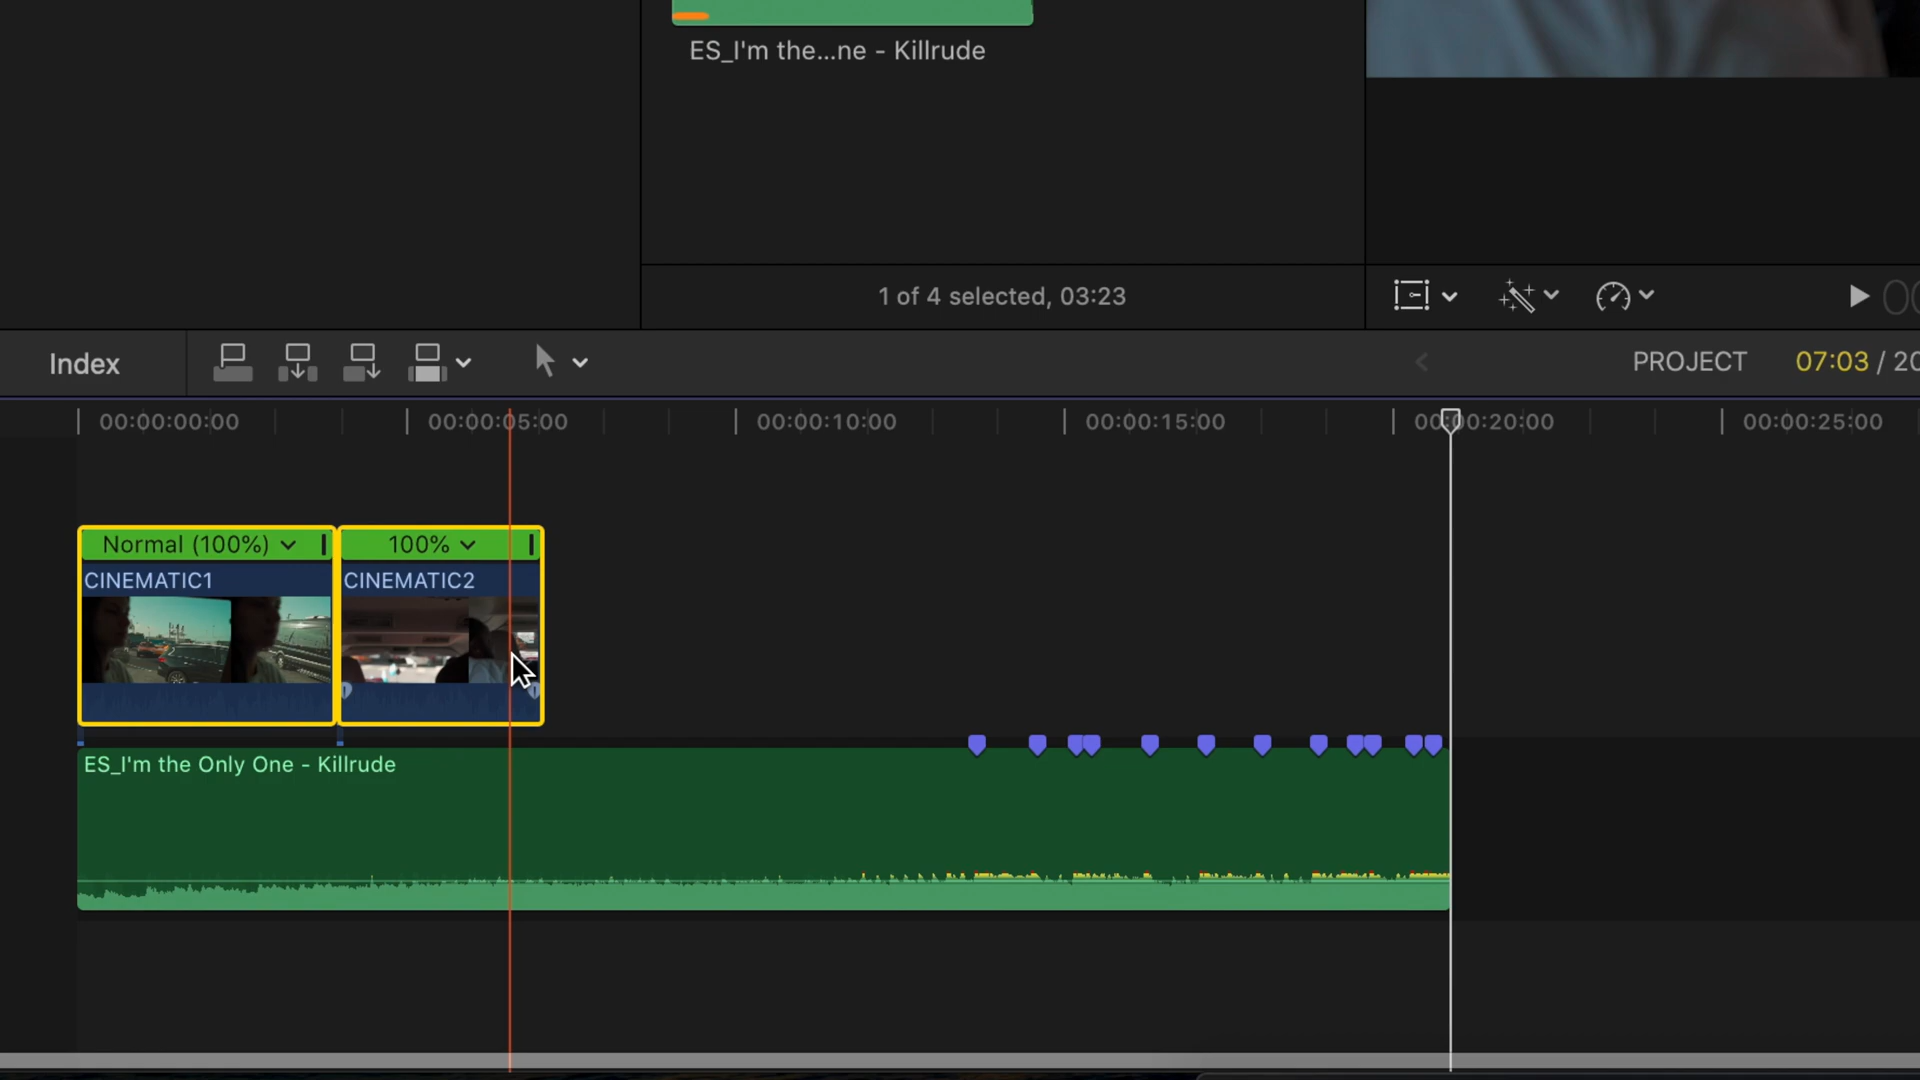 ES_I'm the...ne - Killrude
1 of 4 selected, 03:23
Index
PROJECT
07:03 / 20
00:00:00:00
00:00:05:00
00:00:10:00
00:00:15:00
00:00:20:00
00:00:25:00
Normal (100%)
100%
CINEMATIC1
CINEMATIC2
ES_I'm the Only One - Killrude